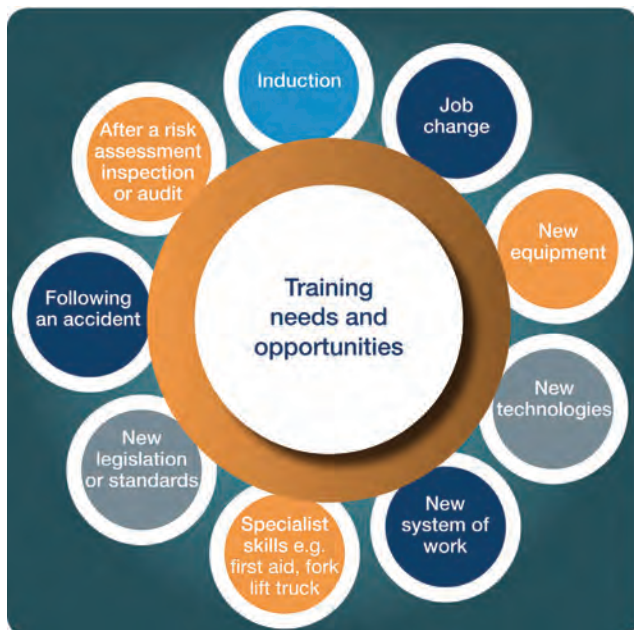 Training
needs and
opportunities
Induction
Job
change
New
equipment
New
technologies
New
system of
work
Specialist
skills e.g.
first aid, fork
lift truck
New
legislation
or standards
Following
an accident
After a risk
assessment
inspection
or audit